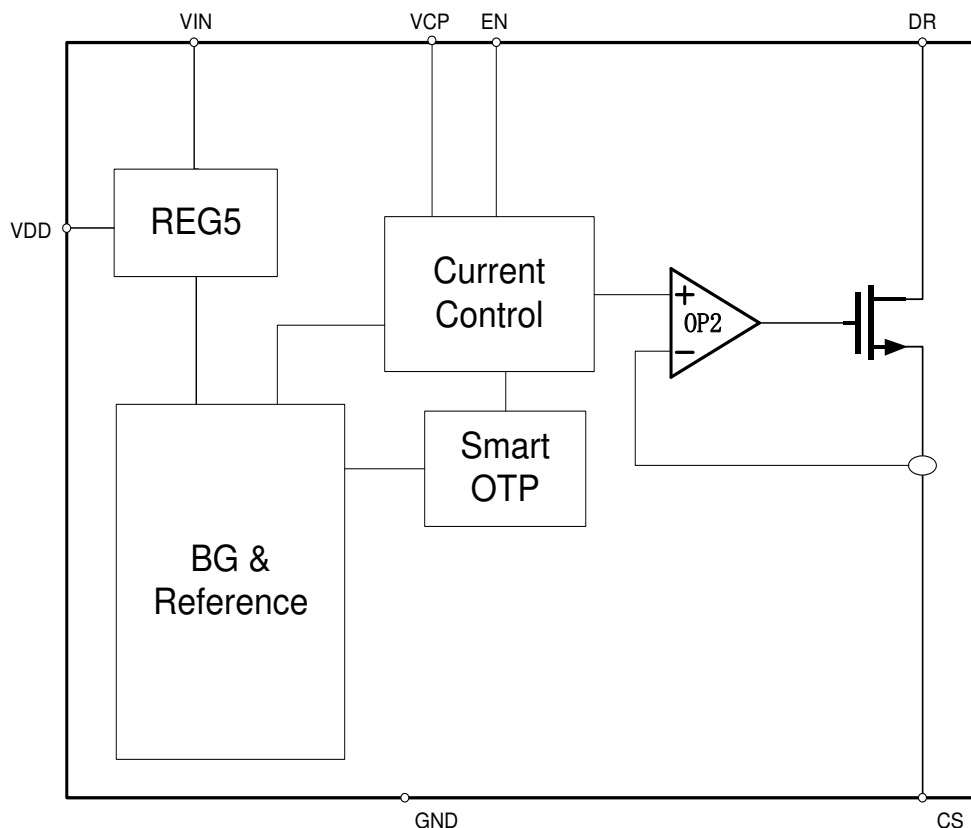 VIN
VCP
EN
DR
REG5
VDD
Current
Control
+
OP2
−
Smart
OTP
BG &
Reference
GND
CS